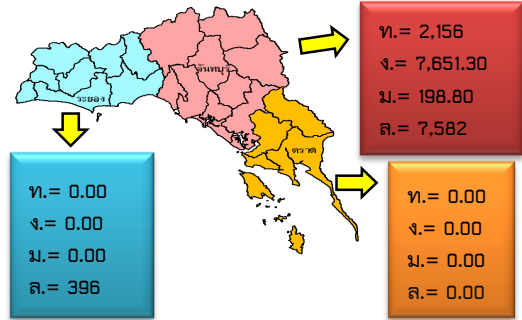 จันทบุรี
ระยอง
ตราด
ท.= 2,156
ง.= 7,651.30
ม.= 198.80
ล.= 7,582
ท.= 0.00
ง.= 0.00
ม.= 0.00
ล.= 396
ท.= 0.00
ง.= 0.00
ม.= 0.00
ล.= 0.00